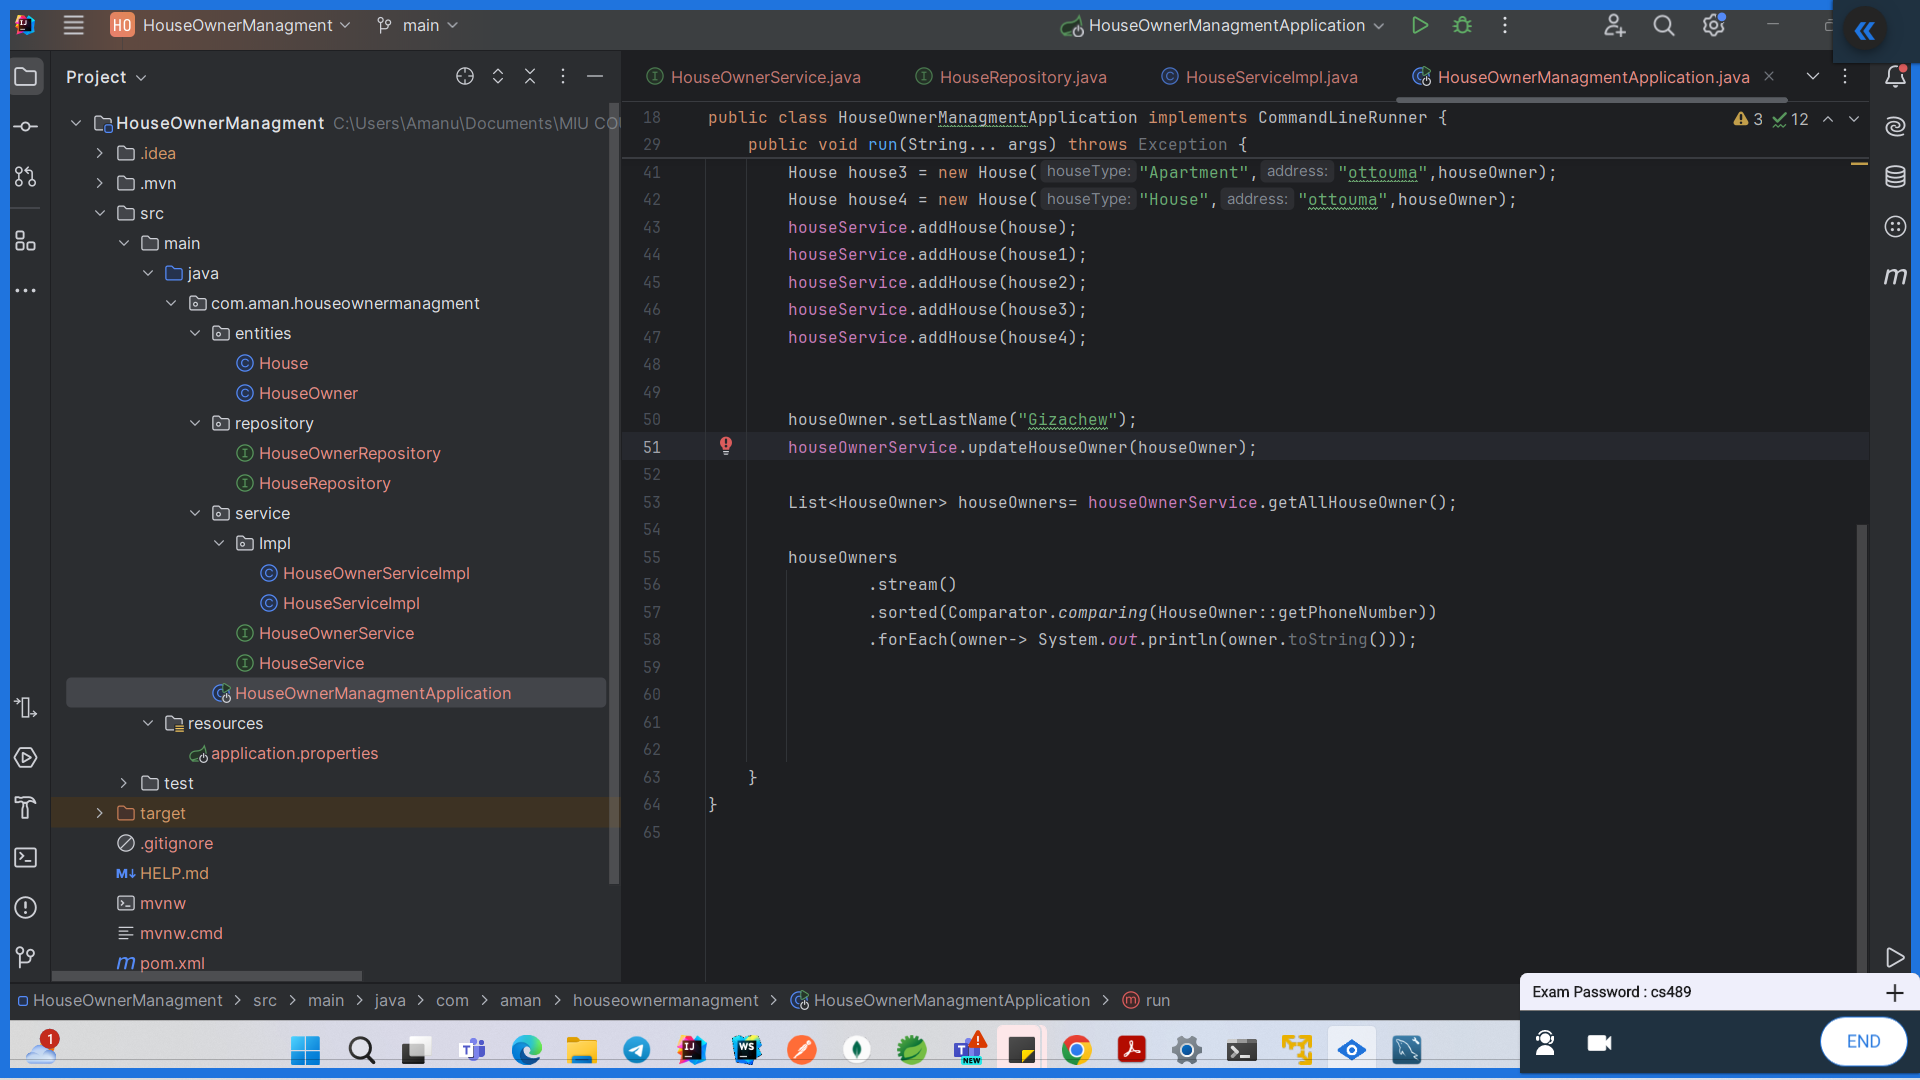 HO HouseOwnerManagment main HouseOwnerManagmentApplication
Project
HouseOwnerManagment C:\Users\Amanu\Documents\MIU CO
.idea
.mvn
src
main
java
com.aman.houseownermanagment
entities
House
HouseOwner
repository
HouseOwnerRepository
HouseRepository
service
Impl
HouseOwnerServiceImpl
HouseServiceImpl
HouseOwnerService
HouseService
HouseOwnerManagmentApplication
resources
application.properties
test
target
.gitignore
HELP.md
mvnw
mvnw.cmd
pom.xml
HouseOwnerService.java HouseRepository.java HouseServiceImpl.java HouseOwnerManagmentApplication.java
3 12
18 public class HouseOwnerManagmentApplication implements CommandLineRunner {
29 public void run(String... args) throws Exception {
41 House house3 = new House( houseType: "Apartment", address: "ottouma",houseOwner);
42 House house4 = new House( houseType: "House", address: "ottouma",houseOwner);
43 houseService.addHouse(house);
44 houseService.addHouse(house1);
45 houseService.addHouse(house2);
46 houseService.addHouse(house3);
47 houseService.addHouse(house4);
48
49
50 houseOwner.setLastName("Gizachew");
51 houseOwnerService.updateHouseOwner(houseOwner);
52
53 List<HouseOwner> houseOwners= houseOwnerService.getAllHouseOwner();
54
55 houseOwners
56 .stream()
57 .sorted(Comparator.comparing(HouseOwner::getPhoneNumber))
58 .forEach(owner-> System.out.println(owner.toString()));
59
60
61
62
63 }
64 }
65
HouseOwnerManagment > src > main > java > com > aman > houseownermanagment > HouseOwnerManagmentApplication > run
Exam Password : cs489
END
1
NEW